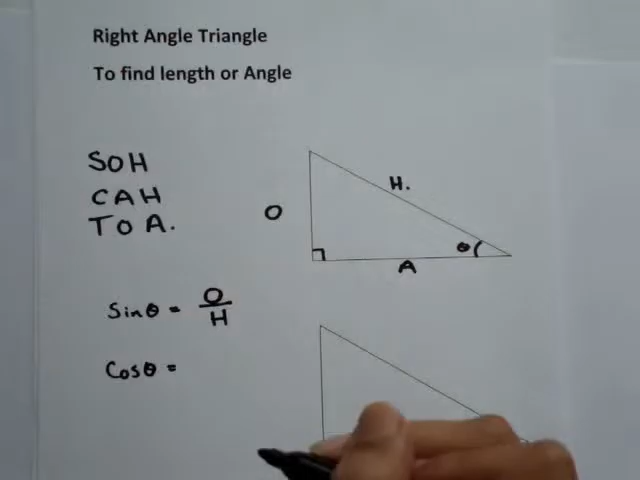 Right Angle Triangle
To find length or Angle
SOH
CAH
TOA.
H.
O
θ
A
Sinθ = O/H
Cosθ =